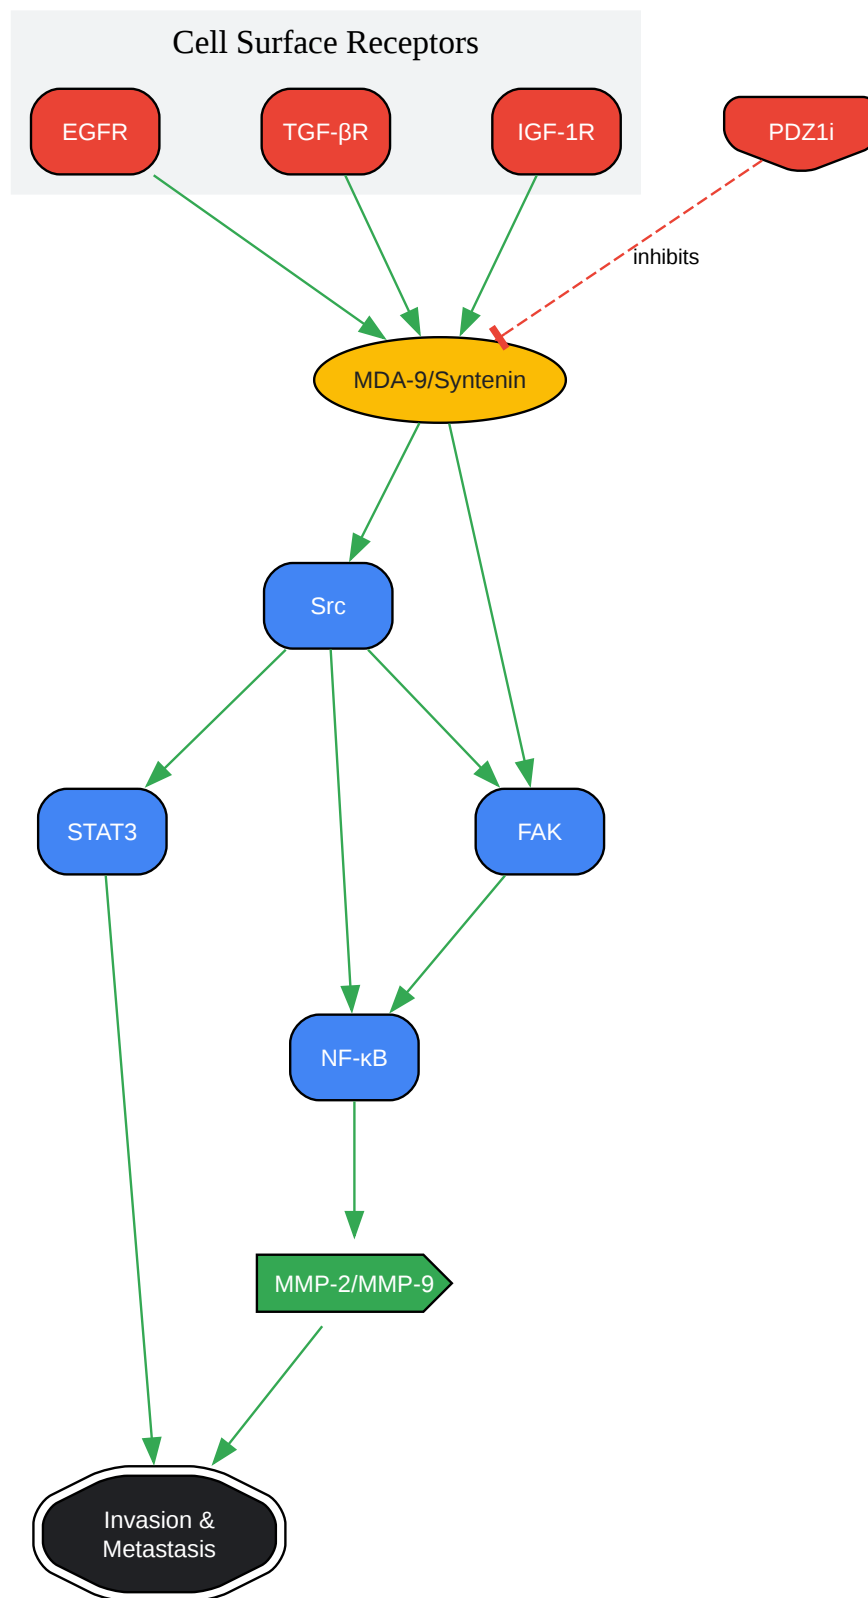 Cell Surface Receptors
EGFR
TGF-βR
IGF-1R
PDZ1i
inhibits
MDA-9/Syntenin
Src
STAT3
FAK
NF-κB
MMP-2/MMP-9
Invasion &
Metastasis